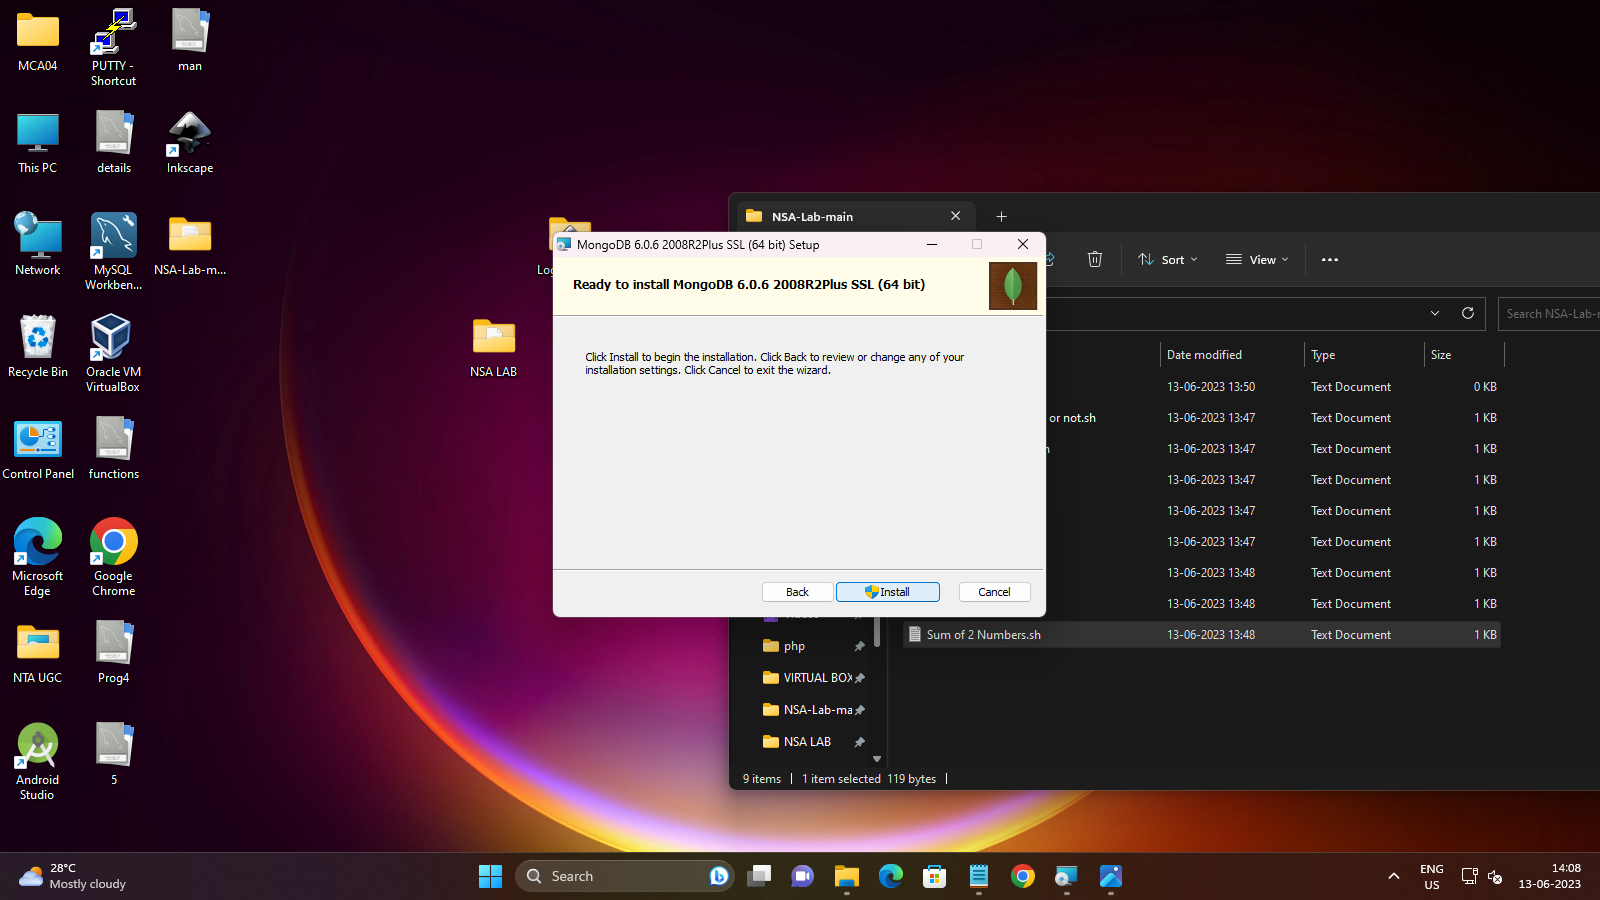 MCA04
PUTTY -
Shortcut
man
This PC
details
Inkscape
Network
MySQL
Workben...
NSA-Lab-m...
Recycle Bin
Oracle VM
VirtualBox
Control Panel
functions
Microsoft
Edge
Google
Chrome
NTA UGC
Prog4
Android
Studio
5
NSA LAB
NSA-Lab-main
Sort
View
Search NSA-Lab-
Date modified
Type
Size
13-06-2023 13:50
Text Document
0 KB
or not.sh
13-06-2023 13:47
Text Document
1 KB
13-06-2023 13:47
Text Document
1 KB
13-06-2023 13:47
Text Document
1 KB
13-06-2023 13:47
Text Document
1 KB
13-06-2023 13:47
Text Document
1 KB
13-06-2023 13:48
Text Document
1 KB
13-06-2023 13:48
Text Document
1 KB
Sum of 2 Numbers.sh
13-06-2023 13:48
Text Document
1 KB
php
VIRTUAL BOX
NSA-Lab-ma
NSA LAB
9 items
1 item selected 119 bytes
MongoDB 6.0.6 2008R2Plus SSL (64 bit) Setup
Ready to install MongoDB 6.0.6 2008R2Plus SSL (64 bit)
Click Install to begin the installation. Click Back to review or change any of your
installation settings. Click Cancel to exit the wizard.
Back
Install
Cancel
28°C
Mostly cloudy
Search
ENG
US
14:08
13-06-2023